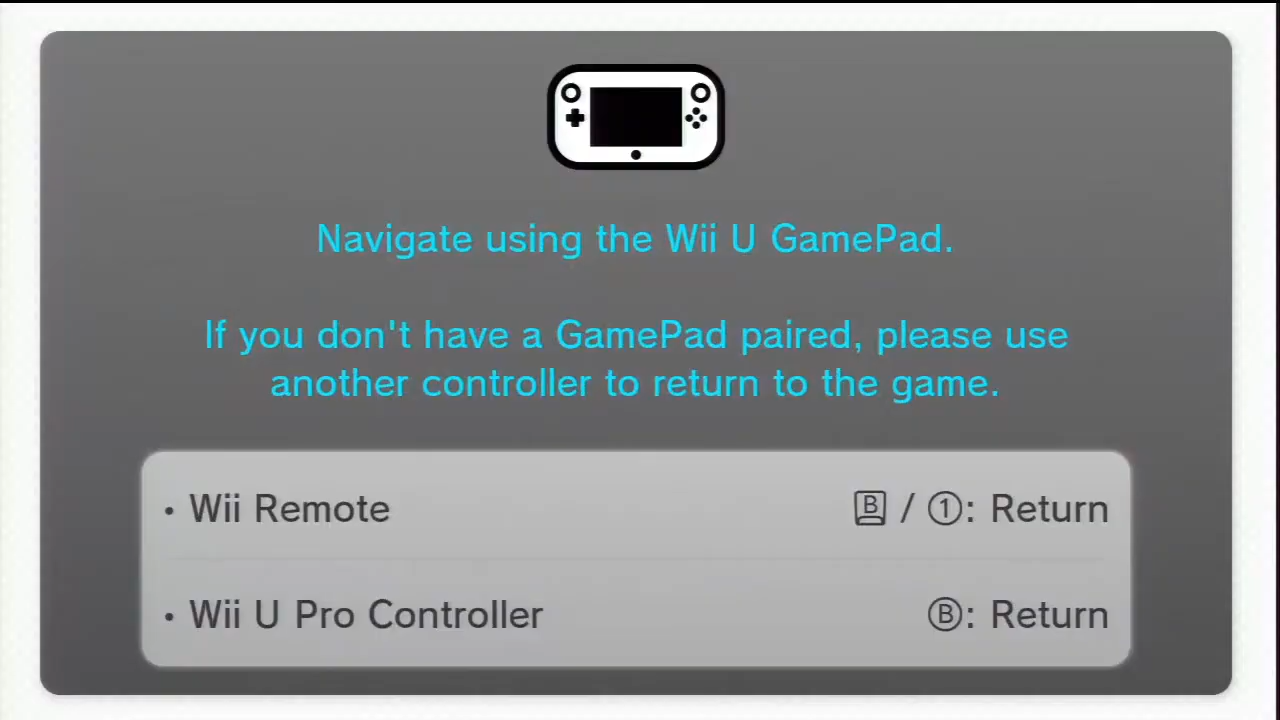 Navigate using the Wii U GamePad.
If you don't have a GamePad paired, please use
another controller to return to the game.
• Wii Remote B / ①: Return
• Wii U Pro Controller Ⓑ: Return